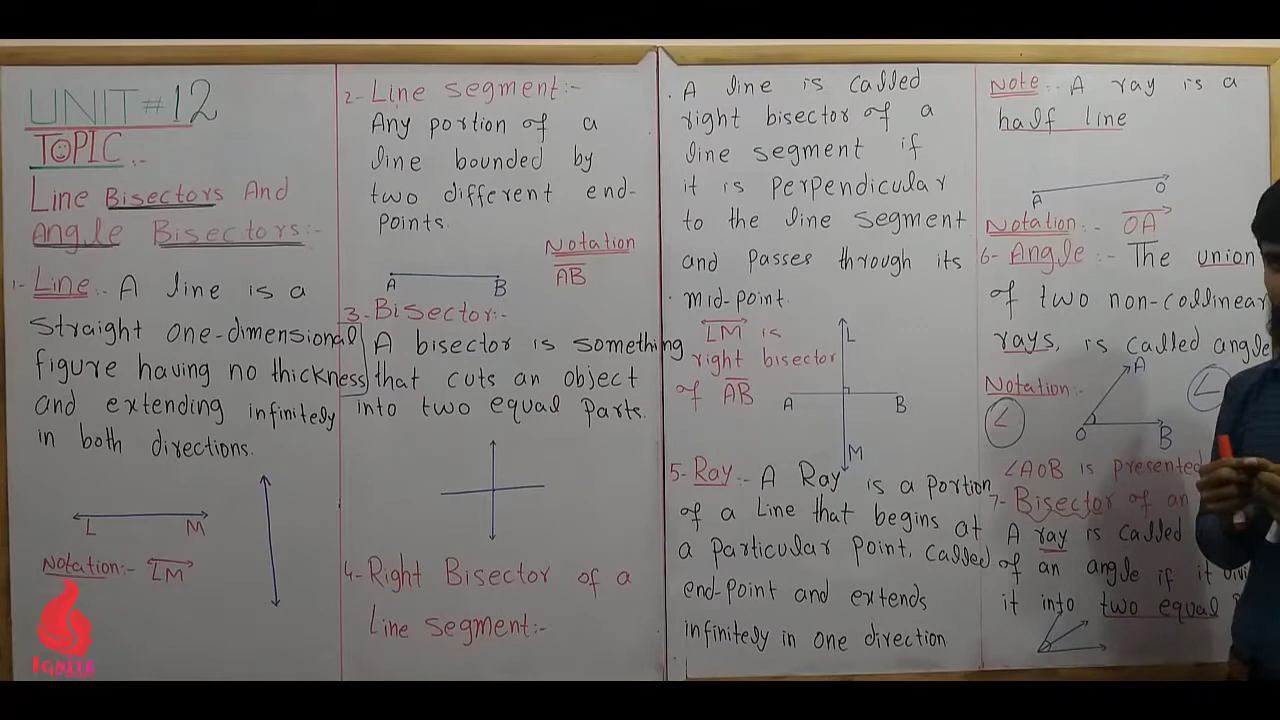 UNIT # 12
TOPIC :-
Line Bisectors And
Angle Bisectors:-
1- Line:- A line is a
straight one-dimensional
figure having no thickness
and extending infinitely
in both directions.
L M
Notation:- LM
IGNITE
2- Line segment:-
Any portion of a
line bounded by
two different end-
points.
Notation
AB
A B
3- Bisector:-
A bisector is something
that cuts an object
into two equal parts.
4- Right Bisector of a
Line segment:-
A line is called
right bisector of a
line segment if
it is perpendicular
to the line segment
and passes through its
mid-point.
LM is
right bisector
of AB
L
A B
M
5- Ray:- A Ray is a portion
of a Line that begins at
a particular point, called
end-point and extends
infinitely in one direction
Note:- A ray is a
half line
A O
Notation:- OA
6- Angle:- The union
of two non-collinear
rays, is called angle
Notation:-
∠
A
O B
∠
∠AOB is presented
7- Bisector of an
A ray is called
of an angle if it
it into two equal